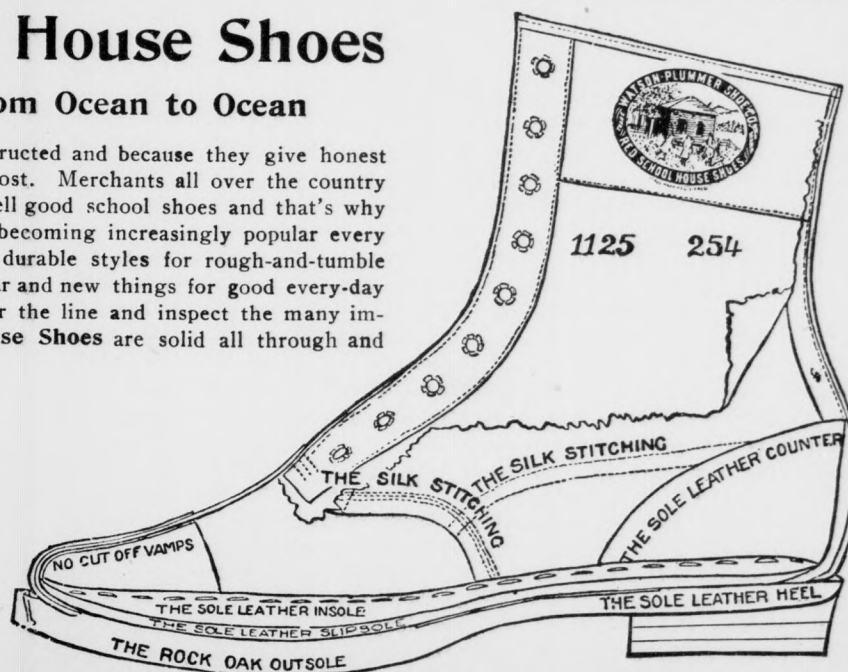 House Shoes
om Ocean to Ocean
ructed and because they give honest
ost. Merchants all over the country
ell good school shoes and that's why
becoming increasingly popular every
durable styles for rough-and-tumble
ar and new things for good every-day
r the line and inspect the many im-
se Shoes are solid all through and
WATSON-PLUMMER SHOE CO.
RED SCHOOL HOUSE SHOES
1125 254
THE SILK STITCHING
THE SILK STITCHING
THE SOLE LEATHER COUNTER
NO CUT OFF VAMPS
THE SOLE LEATHER INSOLE
THE SOLE LEATHER HEEL
THE SOLE LEATHER SLIPSOLE
THE ROCK OAK OUTSOLE